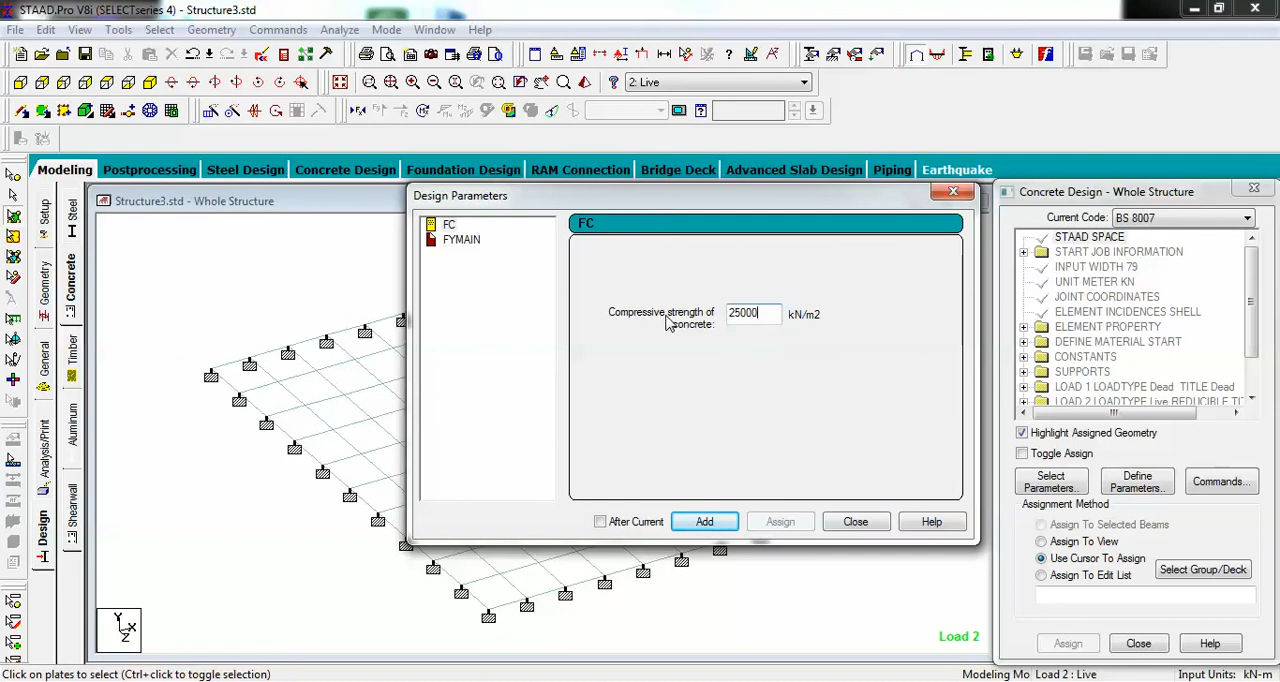 STAAD.Pro V8i (SELECTseries 4) - Structure3.std
File Edit View Tools Select Geometry Commands Analyze Mode Window Help
2: Live
Modeling Postprocessing Steel Design Concrete Design Foundation Design RAM Connection Bridge Deck Advanced Slab Design Piping Earthquake
Structure3.std - Whole Structure
Setup
Geometry
General
Analysis/Print
Design
Steel
Concrete
Timber
Aluminum
Shearwall
Design Parameters
FC
FYMAIN
FC
Compressive strength of
concrete:
25000
kN/m2
After Current
Add
Assign
Close
Help
Y
X
Z
Load 2
Concrete Design - Whole Structure
Current Code: BS 8007
STAAD SPACE
START JOB INFORMATION
INPUT WIDTH 79
UNIT METER KN
JOINT COORDINATES
ELEMENT INCIDENCES SHELL
ELEMENT PROPERTY
DEFINE MATERIAL START
CONSTANTS
SUPPORTS
LOAD 1 LOADTYPE Dead TITLE Dead
LOAD 2 LOADTYPE Live REDUCIBLE TI
Highlight Assigned Geometry
Toggle Assign
Select
Parameters..
Define
Parameters..
Commands...
Assignment Method
Assign To Selected Beams
Assign To View
Use Cursor To Assign
Select Group/Deck
Assign To Edit List
Assign
Close
Help
Click on plates to select (Ctrl+click to toggle selection)
Modeling Mo
Load 2 : Live
Input Units: kN-m